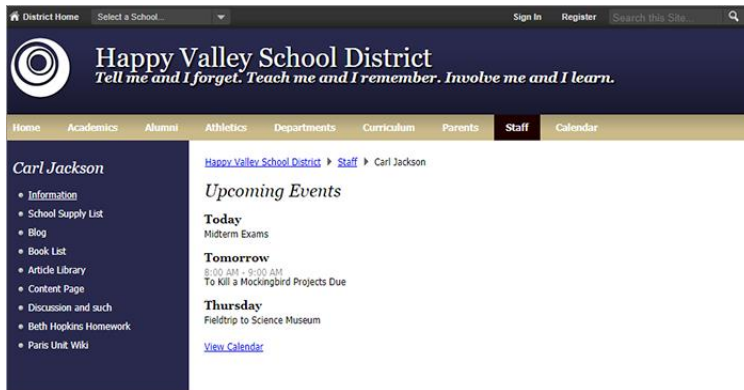 District Home Select a School... Sign In Register Search this Site...
Happy Valley School District
Tell me and I forget. Teach me and I remember. Involve me and I learn.
Home Academics Alumni Athletics Departments Curriculum Parents Staff Calendar
Carl Jackson
Information
School Supply List
Blog
Book List
Article Library
Content Page
Discussion and such
Beth Hopkins Homework
Paris Unit Wiki
Happy Valley School District Staff Carl Jackson
Upcoming Events
Today
Midterm Exams
Tomorrow
8:00 AM - 9:00 AM
To Kill a Mockingbird Projects Due
Thursday
Fieldtrip to Science Museum
View Calendar